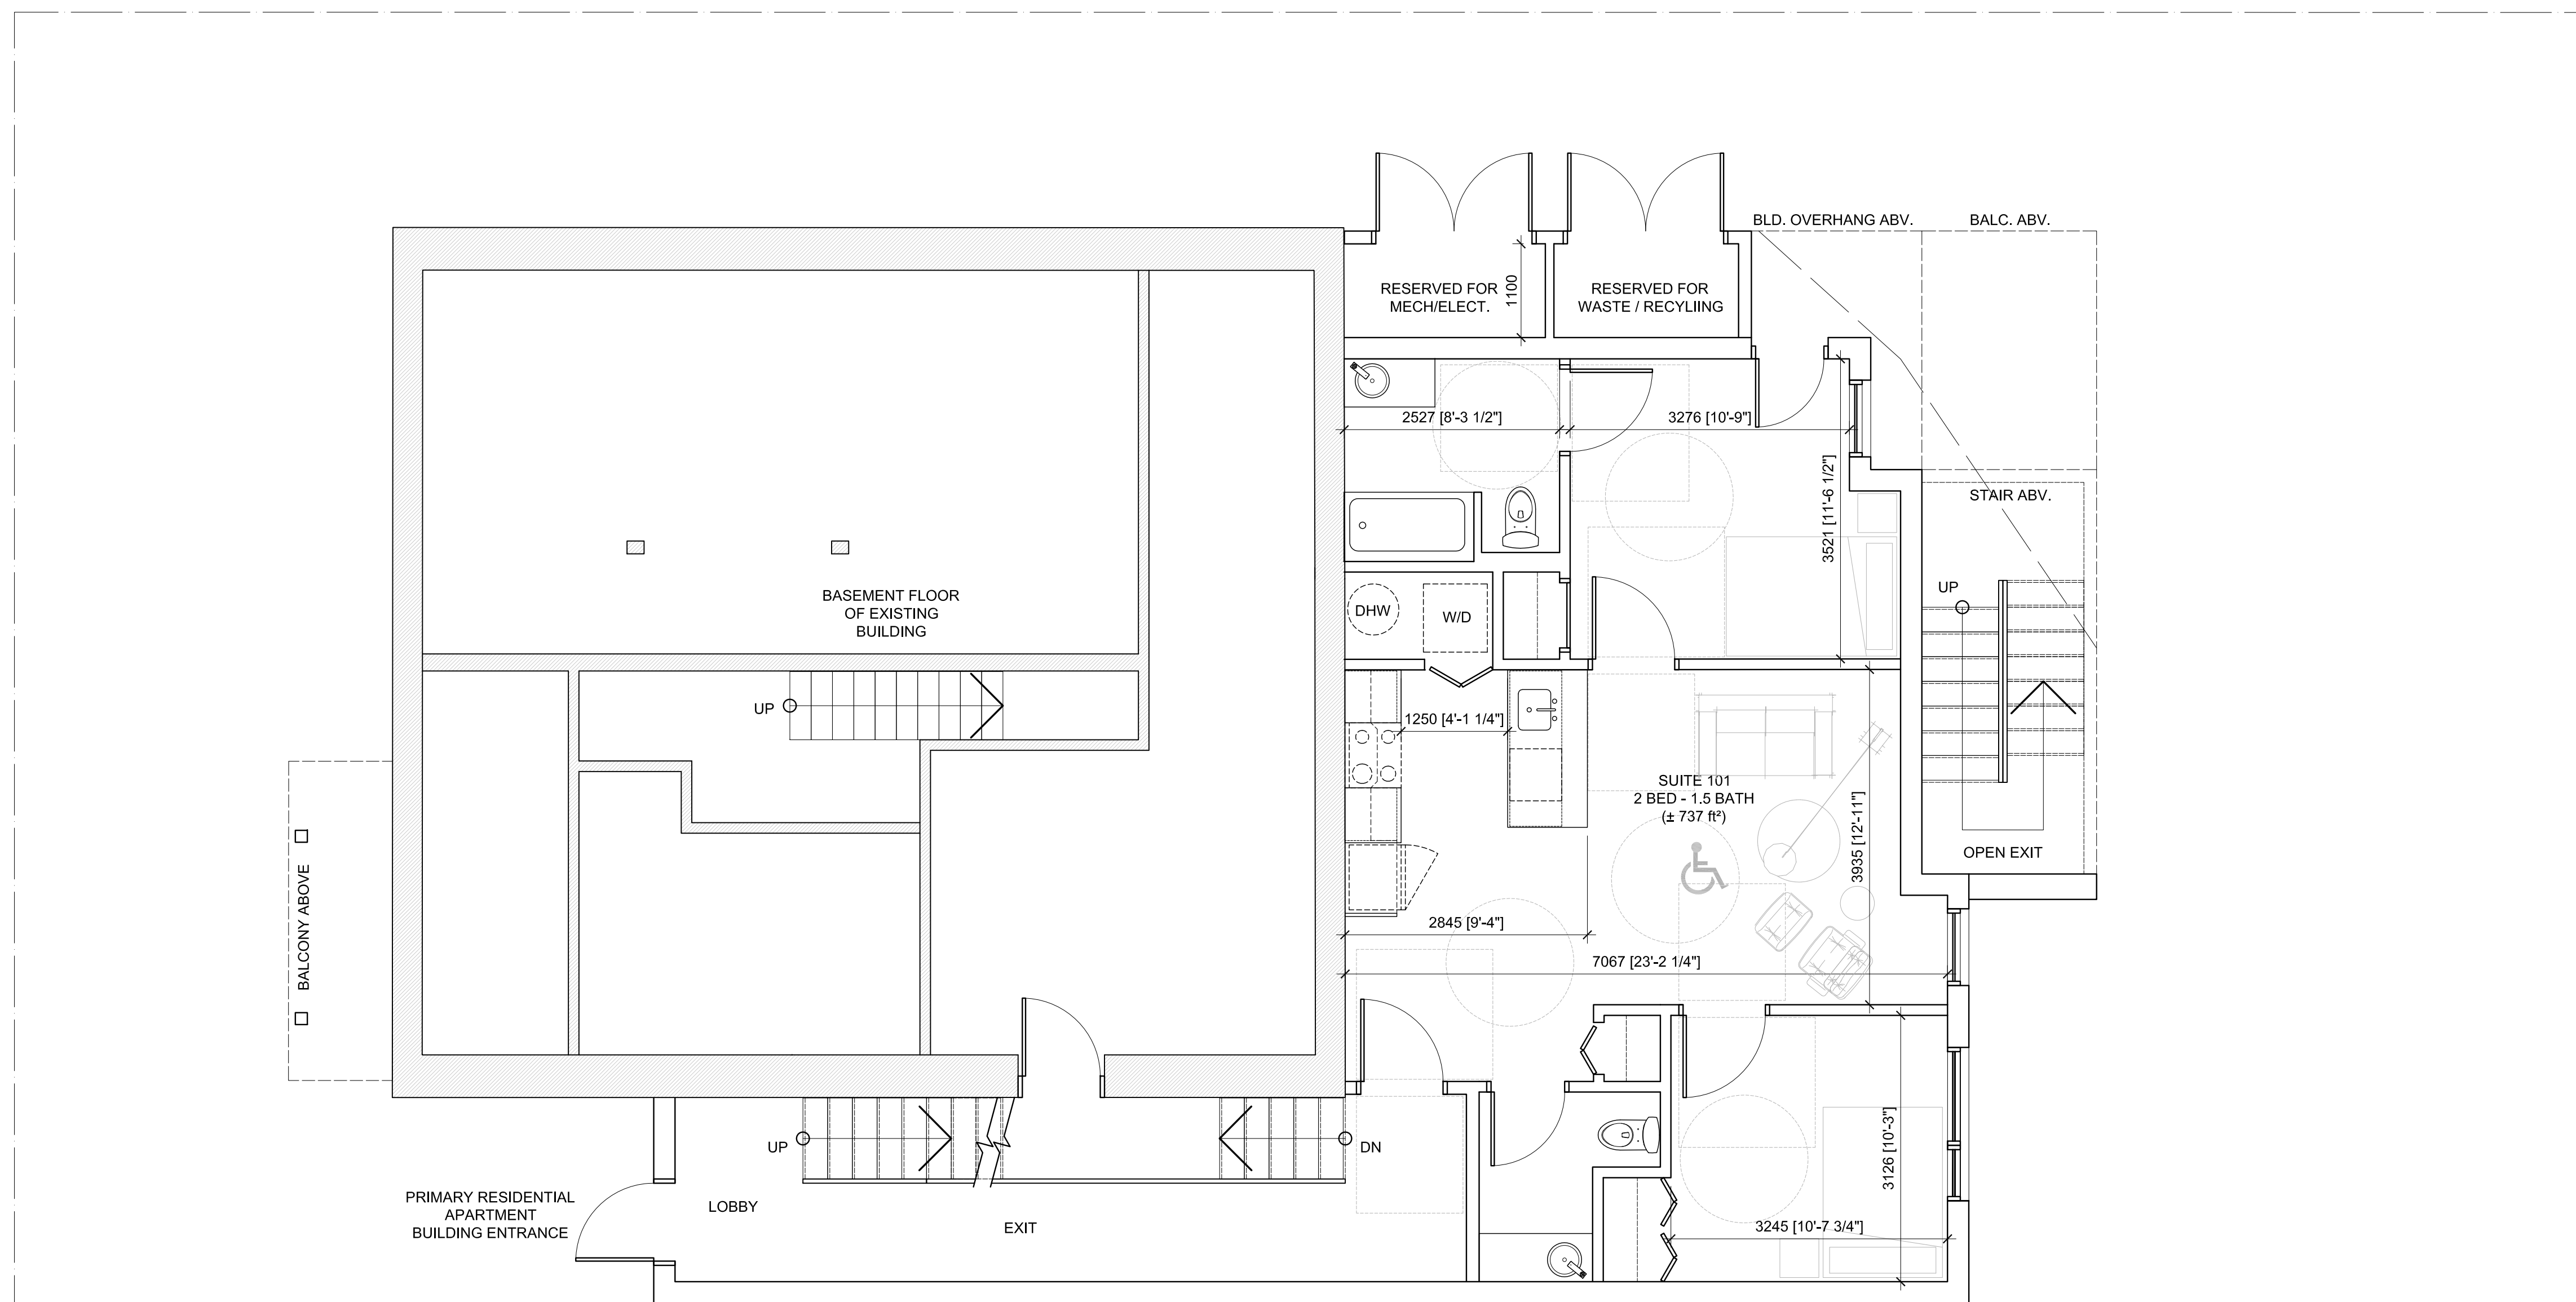 BLD. OVERHANG ABV.
BALC. ABV.
RESERVED FOR
MECH/ELECT.
1100
RESERVED FOR
WASTE / RECYLIING
2527 [8'-3 1/2"]
3276 [10'-9"]
3521 [11'-6 1/2"]
STAIR ABV.
BASEMENT FLOOR
OF EXISTING
BUILDING
DHW
W/D
UP
UP
1250 [4'-1 1/4"]
SUITE 101
2 BED - 1.5 BATH
(± 737 ft²)
3935 [12'-11"]
OPEN EXIT
BALCONY ABOVE
2845 [9'-4"]
7067 [23'-2 1/4"]
UP
DN
3126 [10'-3"]
PRIMARY RESIDENTIAL
APARTMENT
BUILDING ENTRANCE
LOBBY
EXIT
3245 [10'-7 3/4"]